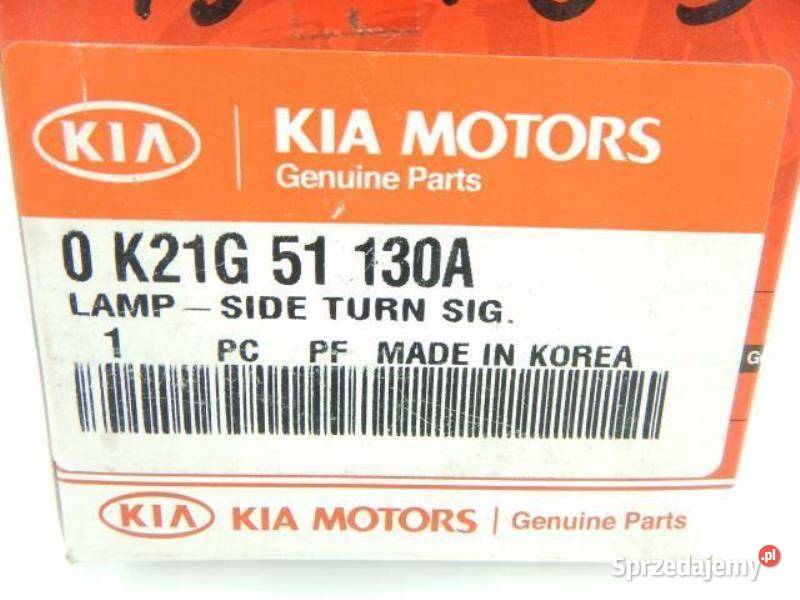 KIA
KIA MOTORS
Genuine Parts
0 K21G 51 130A
LAMP – SIDE TURN SIG.
1 PC PF MADE IN KOREA
KIA KIA MOTORS | Genuine Parts
Sprzedajemy.pl